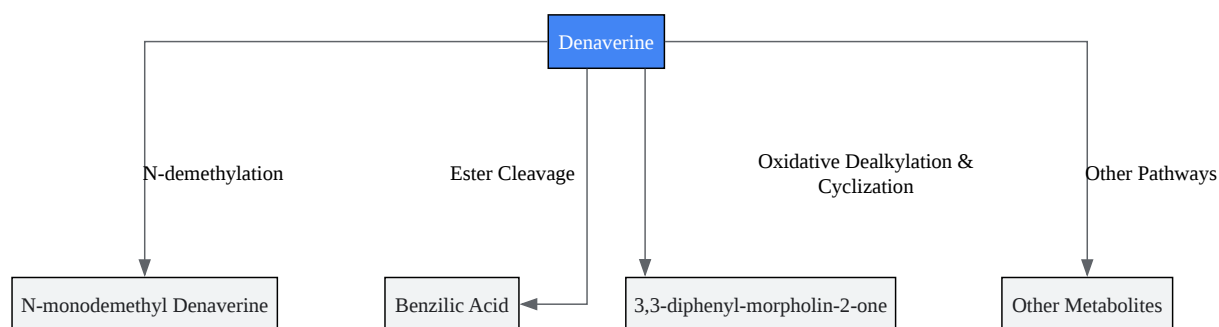 Denaverine
N-demethylation
Ester Cleavage
Oxidative Dealkylation &
Cyclization
Other Pathways
N-monodemethyl Denaverine
Benzilic Acid
3,3-diphenyl-morpholin-2-one
Other Metabolites